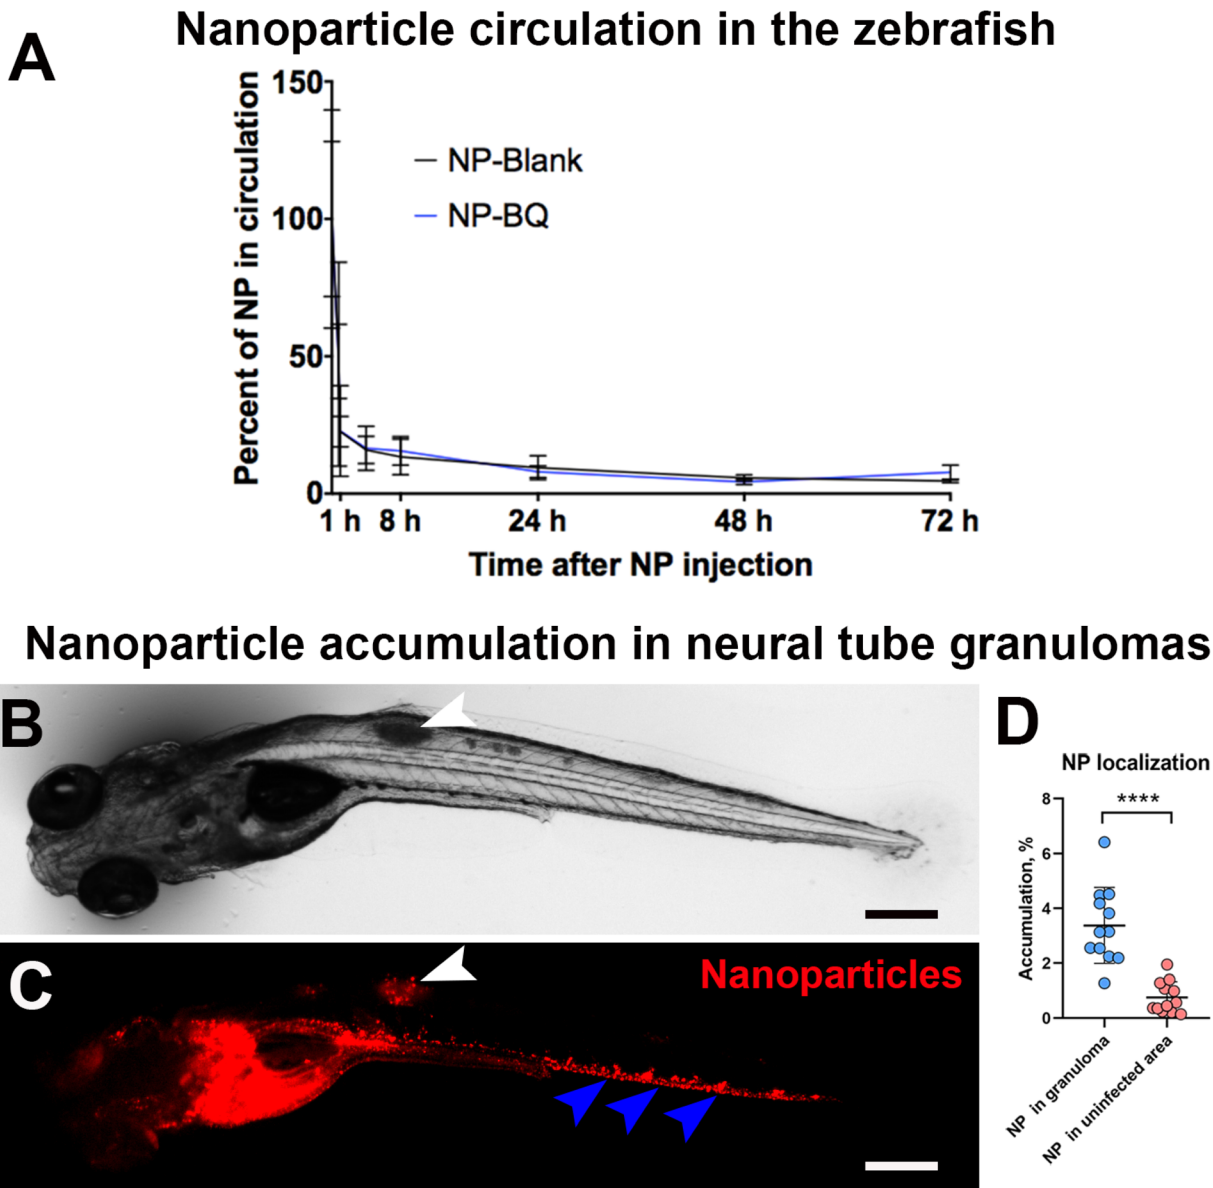 Nanoparticle circulation in the zebrafish
A
Percent of NP in circulation
150
100
50
0
NP-Blank
NP-BQ
1 h 8 h 24 h 48 h 72 h
Time after NP injection
Nanoparticle accumulation in neural tube granulomas
B
C
Nanoparticles
D
NP localization
****
Accumulation, %
8
6
4
2
0
NP in granuloma
NP in uninfected area